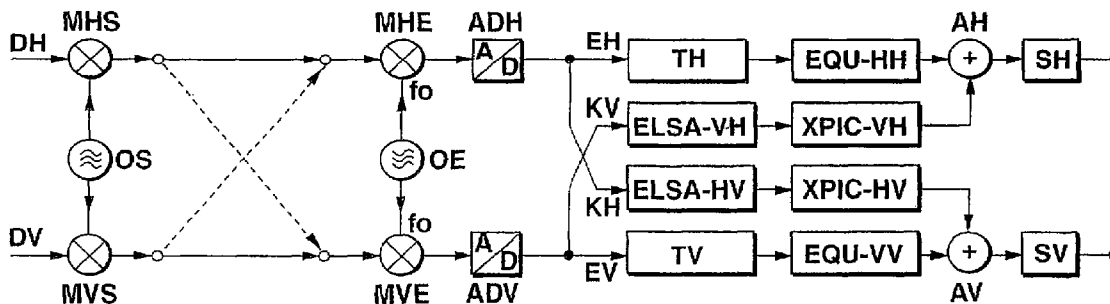 MHS MHE ADH AH
DH A D EH TH EQU-HH + SH
fo KV
ELSA-VH XPIC-VH
OS OE
ELSA-HV XPIC-HV
fo KH
DV A D EV TV EQU-VV + SV
MVS MVE ADV AV